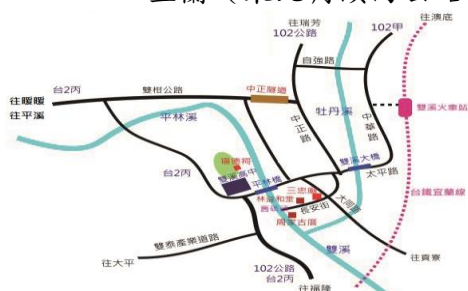 往瑞芳
102公路
102甲
往澳底
自強路
台2丙
雙柑公路
中正隧道
往暖暖
往平溪
平林溪
牡丹溪
中正路
中華路
雙溪火車站
台2丙
雙溪高中
平林橋
雙溪大橋
太平路
三忠廟
長安街
周家古厝
台鐵宜蘭線
雙泰產業道路
雙溪
往大平
往貢寮
102公路
台2丙
往福隆